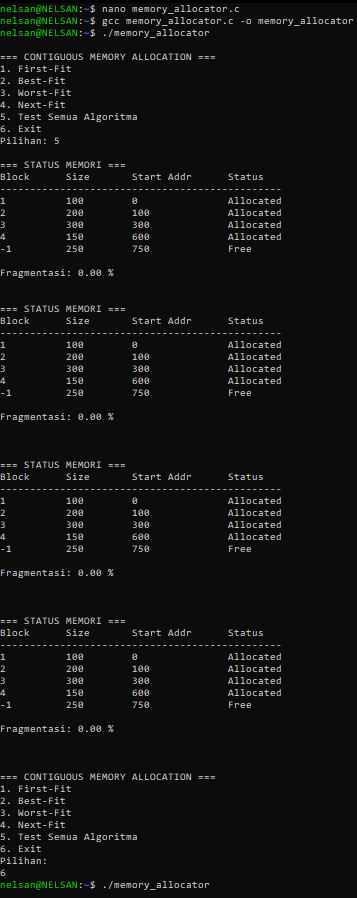 nelsan@NELSAN:~$ nano memory_allocator.c
nelsan@NELSAN:~$ gcc memory_allocator.c -o memory_allocator
nelsan@NELSAN:~$ ./memory_allocator

=== CONTIGUOUS MEMORY ALLOCATION ===
1. First-Fit
2. Best-Fit
3. Worst-Fit
4. Next-Fit
5. Test Semua Algoritma
6. Exit
Pilihan: 5

=== STATUS MEMORI ===
Block      Size       Start Addr      Status
-----------------------------------------------
1          100        0               Allocated
2          200        100             Allocated
3          300        300             Allocated
4          150        600             Allocated
-1         250        750             Free

Fragmentasi: 0.00 %


=== STATUS MEMORI ===
Block      Size       Start Addr      Status
-----------------------------------------------
1          100        0               Allocated
2          200        100             Allocated
3          300        300             Allocated
4          150        600             Allocated
-1         250        750             Free

Fragmentasi: 0.00 %



=== STATUS MEMORI ===
Block      Size       Start Addr      Status
-----------------------------------------------
1          100        0               Allocated
2          200        100             Allocated
3          300        300             Allocated
4          150        600             Allocated
-1         250        750             Free

Fragmentasi: 0.00 %



=== STATUS MEMORI ===
Block      Size       Start Addr      Status
-----------------------------------------------
1          100        0               Allocated
2          200        100             Allocated
3          300        300             Allocated
4          150        600             Allocated
-1         250        750             Free

Fragmentasi: 0.00 %



=== CONTIGUOUS MEMORY ALLOCATION ===
1. First-Fit
2. Best-Fit
3. Worst-Fit
4. Next-Fit
5. Test Semua Algoritma
6. Exit
Pilihan:
6
nelsan@NELSAN:~$ ./memory_allocator